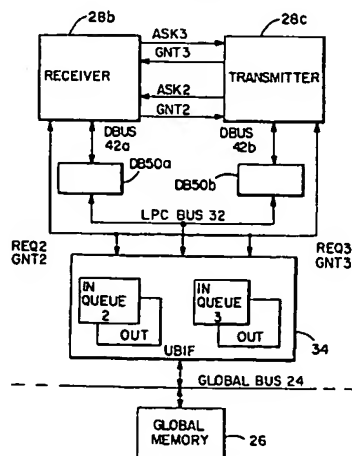 28b
28c
ASK3
GNT3
RECEIVER
TRANSMITTER
ASK2
GNT2
DBUS
42a
DBUS
42b
DB50a
DB50b
LPC BUS 32
REQ2
GNT2
REQ3
GNT3
IN
QUEUE
2
OUT
IN
QUEUE
3
OUT
UBIF
34
GLOBAL BUS 24
GLOBAL
MEMORY
26